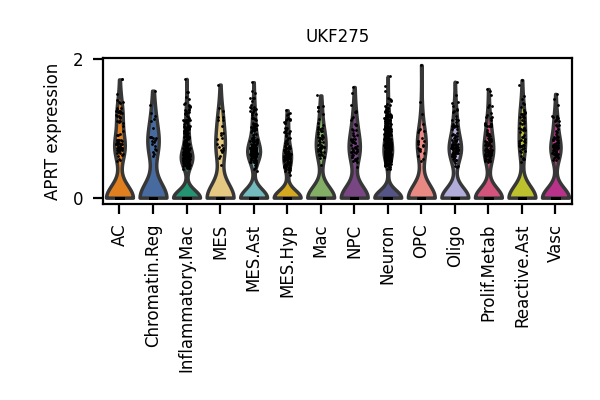 UKF275
APRT expression
2
0
AC
Chromatin.Reg
Inflammatory.Mac
MES
MES.Ast
MES.Hyp
Mac
NPC
Neuron
OPC
Oligo
Prolif.Metab
Reactive.Ast
Vasc